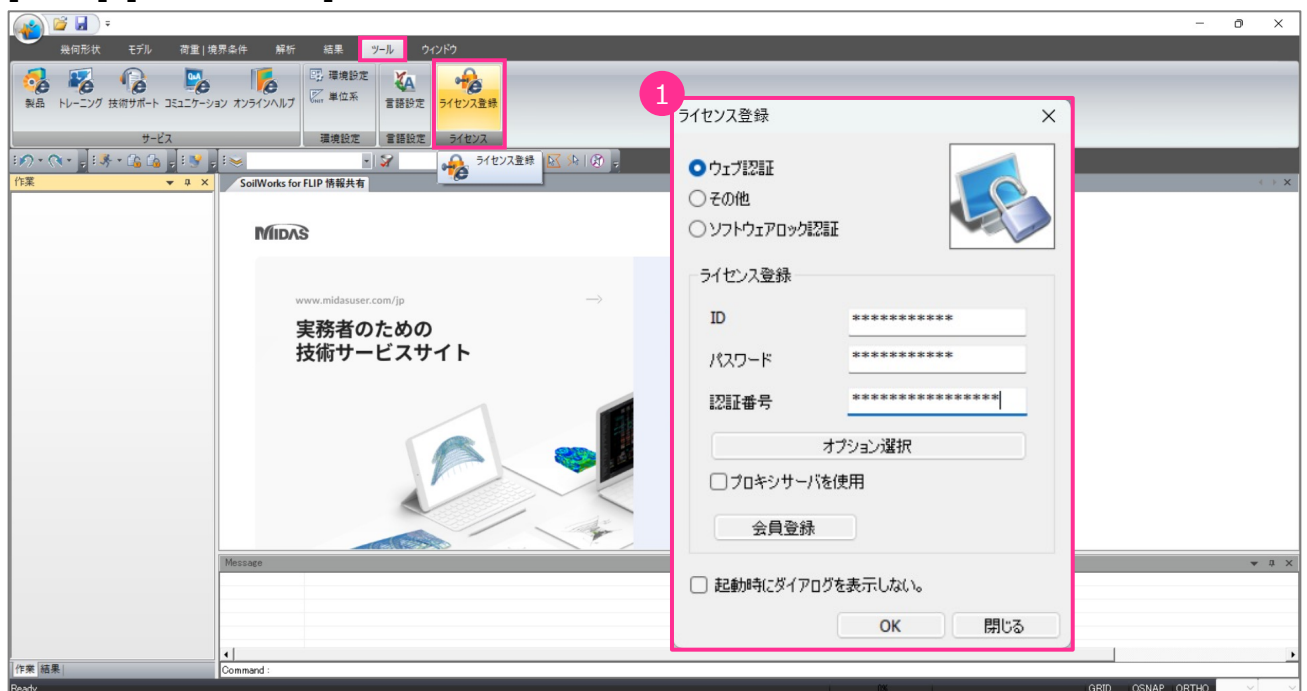 幾何形状 モデル 荷重|境界条件 解析 結果 ツール ウィンドウ
製品 トレーニング 技術サポート コミュニケーション オンラインヘルプ 環境設定 単位系 言語設定 ライセンス登録
サービス 環境設定 言語設定 ライセンス
ライセンス登録
作業
SoilWorks for FLIP 情報共有
MIDAS
www.midasuser.com/jp
実務者のための
技術サービスサイト
1
ライセンス登録
ウェブ認証
その他
ソフトウェアロック認証
ライセンス登録
ID ***********
パスワード ***********
認証番号 ****************
オプション選択
プロキシサーバを使用
会員登録
起動時にダイアログを表示しない。
OK 閉じる
Message
作業 結果
Command :
Ready 0% GRID OSNAP ORTHO